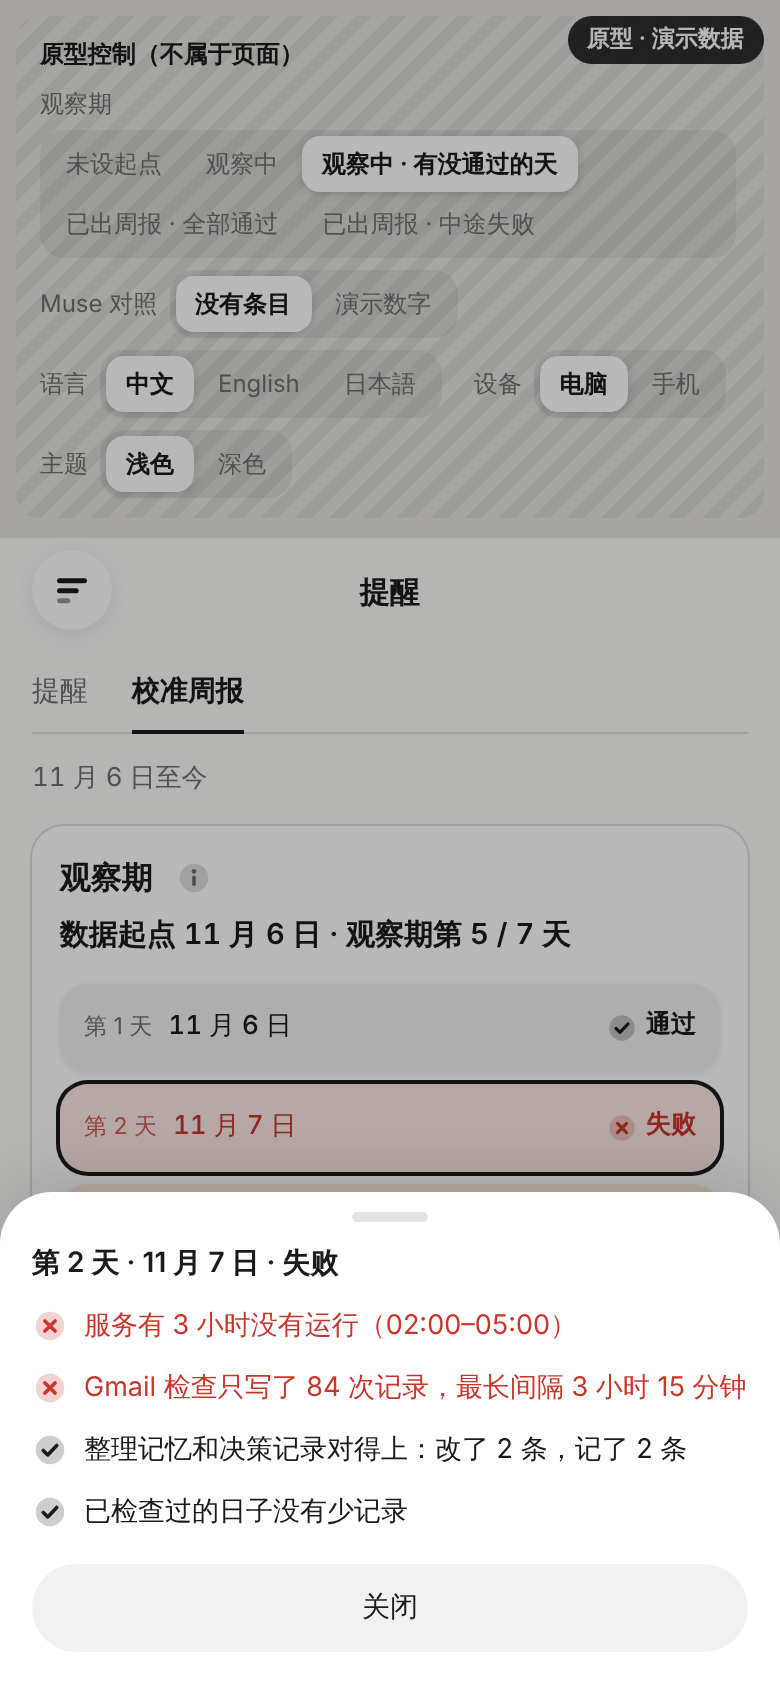 原型控制（不属于页面）
原型 · 演示数据
观察期
未设起点 观察中 观察中 · 有没通过的天
已出周报 · 全部通过 已出周报 · 中途失败
Muse 对照 没有条目 演示数字
语言 中文 English 日本語 设备 电脑 手机
主题 浅色 深色
提醒
提醒 校准周报
11 月 6 日至今
观察期
数据起点 11 月 6 日 · 观察期第 5 / 7 天
第 1 天 11 月 6 日 通过
第 2 天 11 月 7 日 失败
第 2 天 · 11 月 7 日 · 失败
服务有 3 小时没有运行（02:00–05:00）
Gmail 检查只写了 84 次记录，最长间隔 3 小时 15 分钟
整理记忆和决策记录对得上：改了 2 条，记了 2 条
已检查过的日子没有少记录
关闭